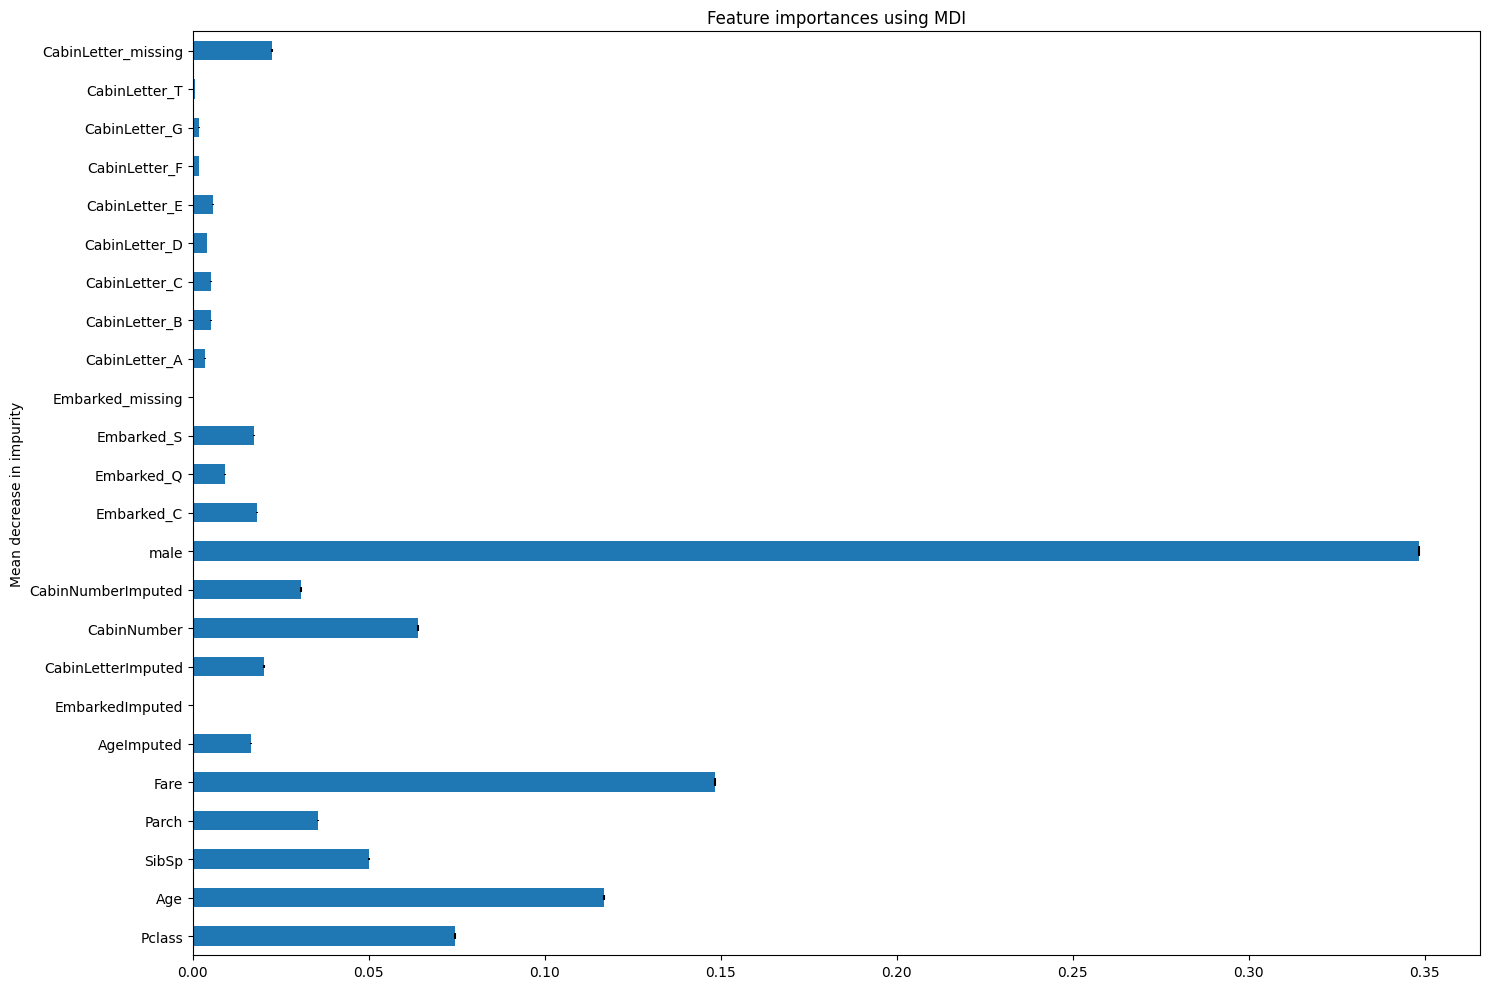 Feature importances using MDI
CabinLetter_missing
CabinLetter_T
CabinLetter_G
CabinLetter_F
CabinLetter_E
CabinLetter_D
CabinLetter_C
CabinLetter_B
CabinLetter_A
Embarked_missing
Embarked_S
Embarked_Q
Embarked_C
male
CabinNumberImputed
CabinNumber
CabinLetterImputed
EmbarkedImputed
AgeImputed
Fare
Parch
SibSp
Age
Pclass
Mean decrease in impurity
0.00 0.05 0.10 0.15 0.20 0.25 0.30 0.35